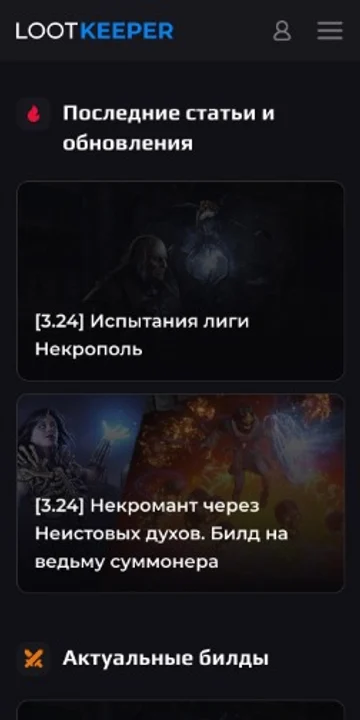 LOOTKEEPER
Последние статьи и
обновления
[3.24] Испытания лиги
Некрополь
[3.24] Некромант через
Неистовых духов. Билд на
ведьму суммонера
Актуальные билды